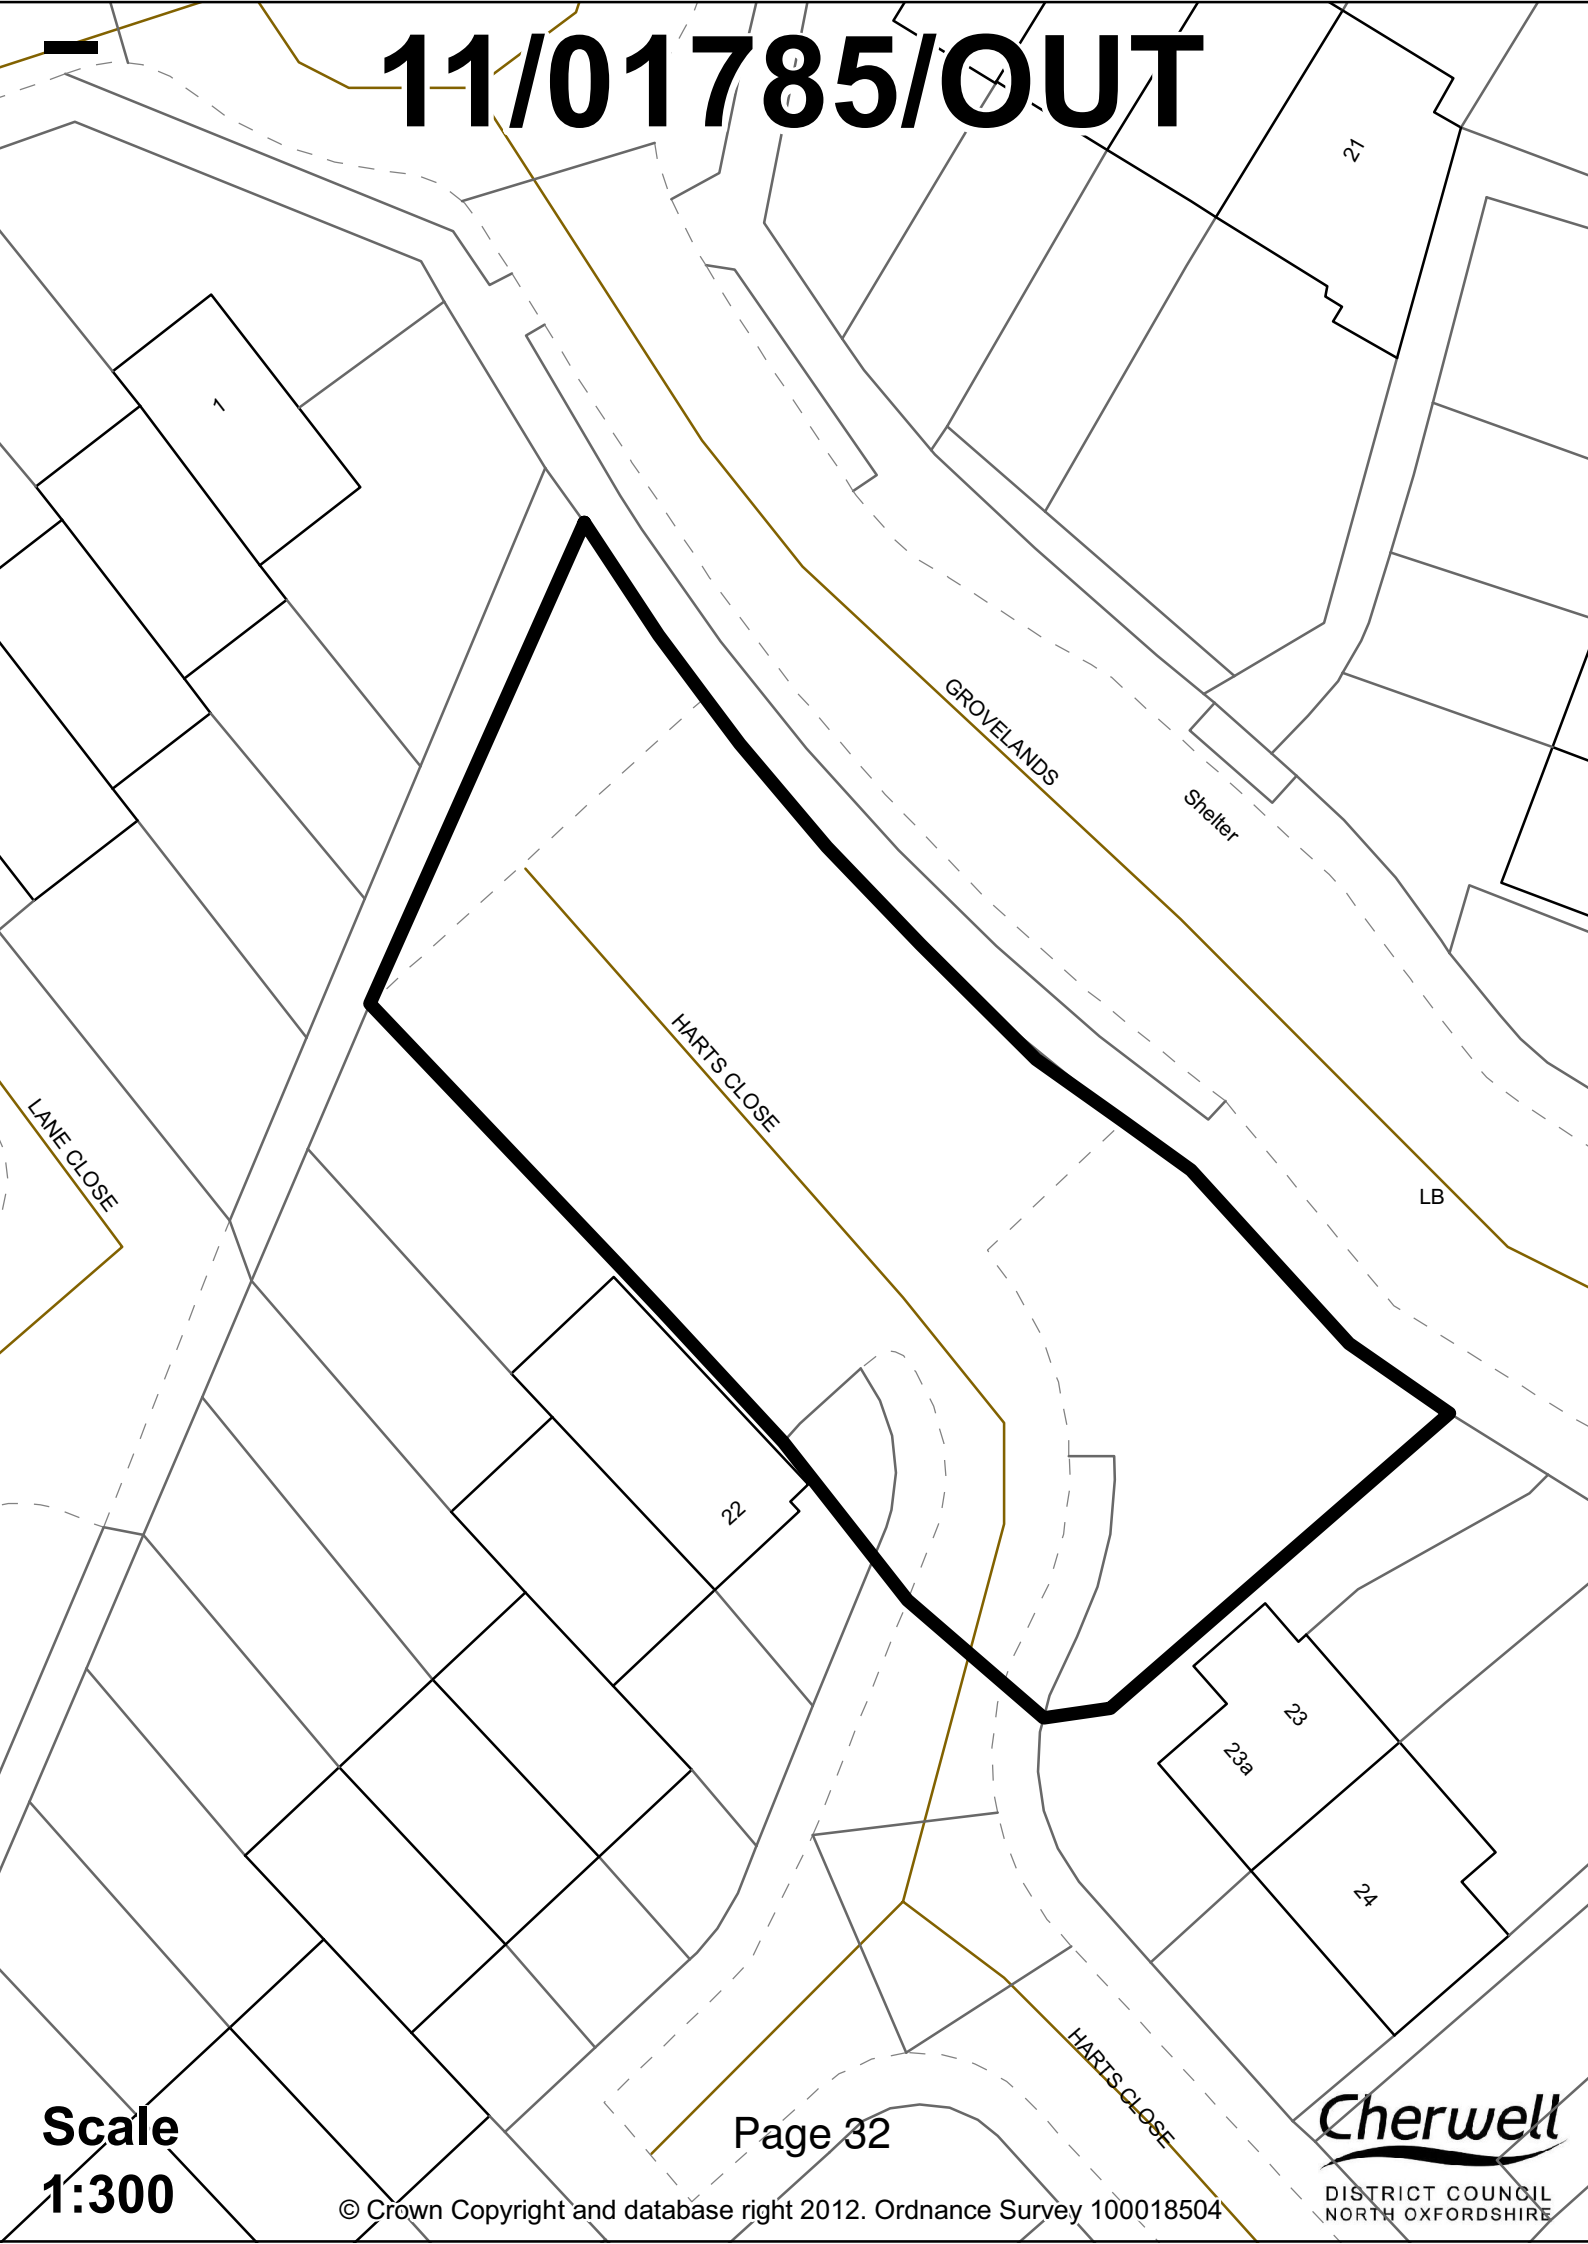 11/01785/OUT
21
1
GROVELANDS
Shelter
HARTS CLOSE
LANE CLOSE
LB
22
23
23a
24
HARTS CLOSE
Scale
1:300
Page 32
© Crown Copyright and database right 2012. Ordnance Survey 100018504
Cherwell
DISTRICT COUNCIL
NORTH OXFORDSHIRE